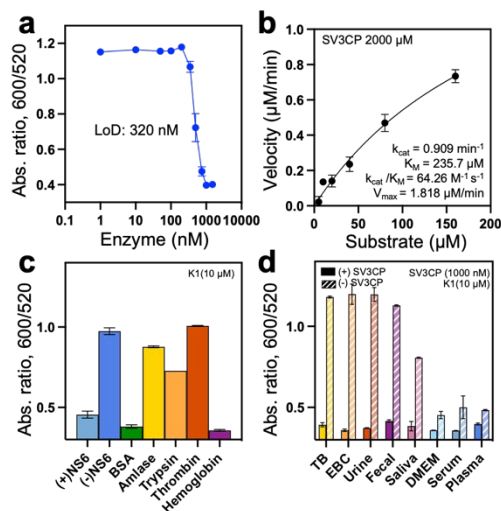 a
Abs. ratio, 600/520
1.2
1.0
0.8
0.6
0.4
LoD: 320 nM
0.1
1
10
100
1000
Enzyme (nM)
b
Velocity (µM/min)
1.0
0.8
0.6
0.4
0.2
0.0
SV3CP 2000 µM
kcat = 0.909 min⁻¹
KM = 235.7 µM
kcat /KM = 64.26 M⁻¹ s⁻¹
Vmax = 1.818 µM/min
0
50
100
150
200
Substrate (µM)
c
Abs. ratio, 600/520
1.0
0.5
K1(10 µM)
(+)NS6
(-)NS6
BSA
Amlase
Trypsin
Thrombin
Hemoglobin
d
Abs. ratio, 600/520
1.0
0.5
(+) SV3CP
(-) SV3CP
SV3CP (1000 nM)
K1(10 µM)
TB
EBC
Urine
Fecal
Saliva
DMEM
Serum
Plasma